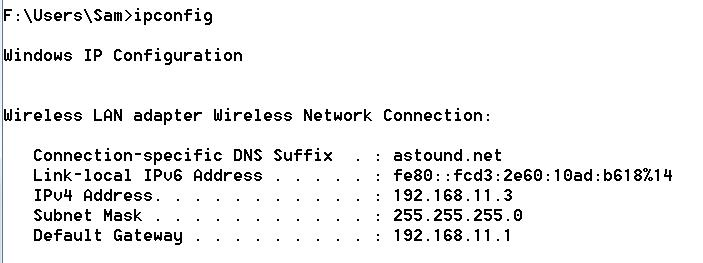 F:\Users\Sam>ipconfig
Windows IP Configuration
Wireless LAN adapter Wireless Network Connection:
Connection-specific DNS Suffix . : astound.net
Link-local IPv6 Address . . . . . : fe80::fcd3:2e60:10ad:b618%14
IPv4 Address. . . . . . . . . . . : 192.168.11.3
Subnet Mask . . . . . . . . . . . : 255.255.255.0
Default Gateway . . . . . . . . . : 192.168.11.1